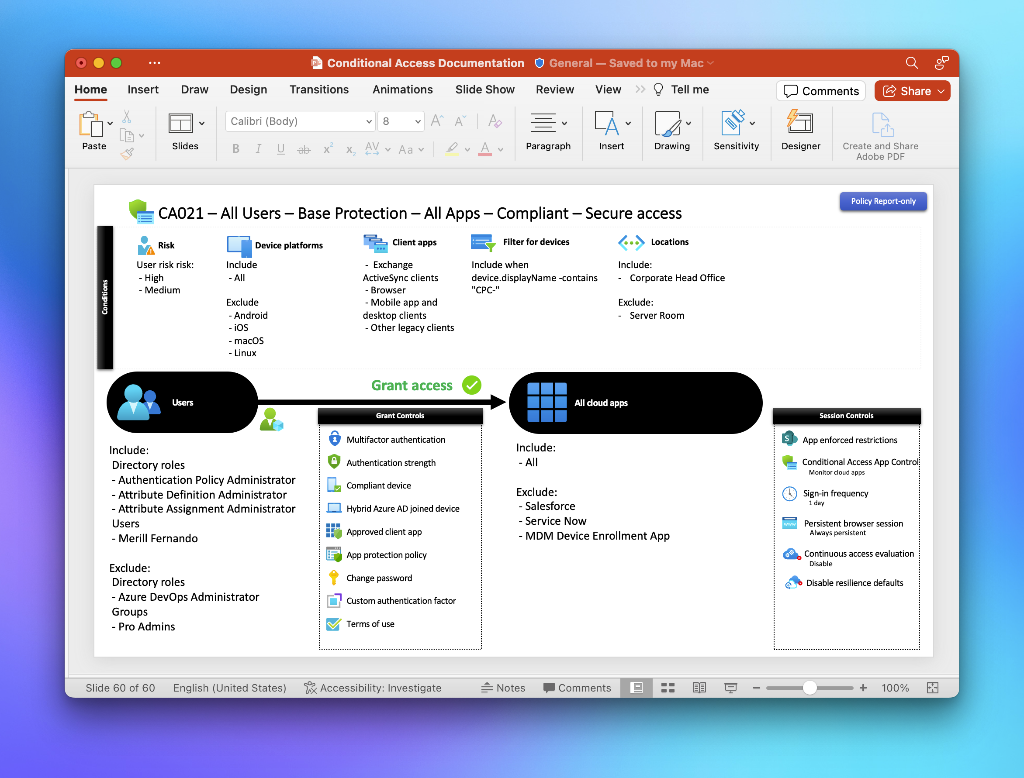 Conditional Access Documentation General — Saved to my Mac
Home Insert Draw Design Transitions Animations Slide Show Review View Tell me Comments Share
Calibri (Body) 8
Paste Slides Paragraph Insert Drawing Sensitivity Designer Create and Share
Adobe PDF
B I U ab x² x₂ AV Aa A
CA021 – All Users – Base Protection – All Apps – Compliant – Secure access
Policy Report-only
Conditions
Risk
User risk risk:
- High
- Medium
Device platforms
Include
- All
Exclude
- Android
- iOS
- macOS
- Linux
Client apps
- Exchange
ActiveSync clients
- Browser
- Mobile app and
desktop clients
- Other legacy clients
Filter for devices
Include when
device.displayName -contains
"CPC-"
Locations
Include:
- Corporate Head Office
Exclude:
- Server Room
Users
Grant access
All cloud apps
Include:
Directory roles
- Authentication Policy Administrator
- Attribute Definition Administrator
- Attribute Assignment Administrator
Users
- Merill Fernando
Exclude:
Directory roles
- Azure DevOps Administrator
Groups
- Pro Admins
Grant Controls
Multifactor authentication
Authentication strength
Compliant device
Hybrid Azure AD joined device
Approved client app
App protection policy
Change password
Custom authentication factor
Terms of use
Include:
- All
Exclude:
- Salesforce
- Service Now
- MDM Device Enrollment App
Session Controls
App enforced restrictions
Conditional Access App Control
Monitor cloud apps
Sign-in frequency
1 day
Persistent browser session
Always persistent
Continuous access evaluation
Disable
Disable resilience defaults
Slide 60 of 60 English (United States) Accessibility: Investigate Notes Comments 100%